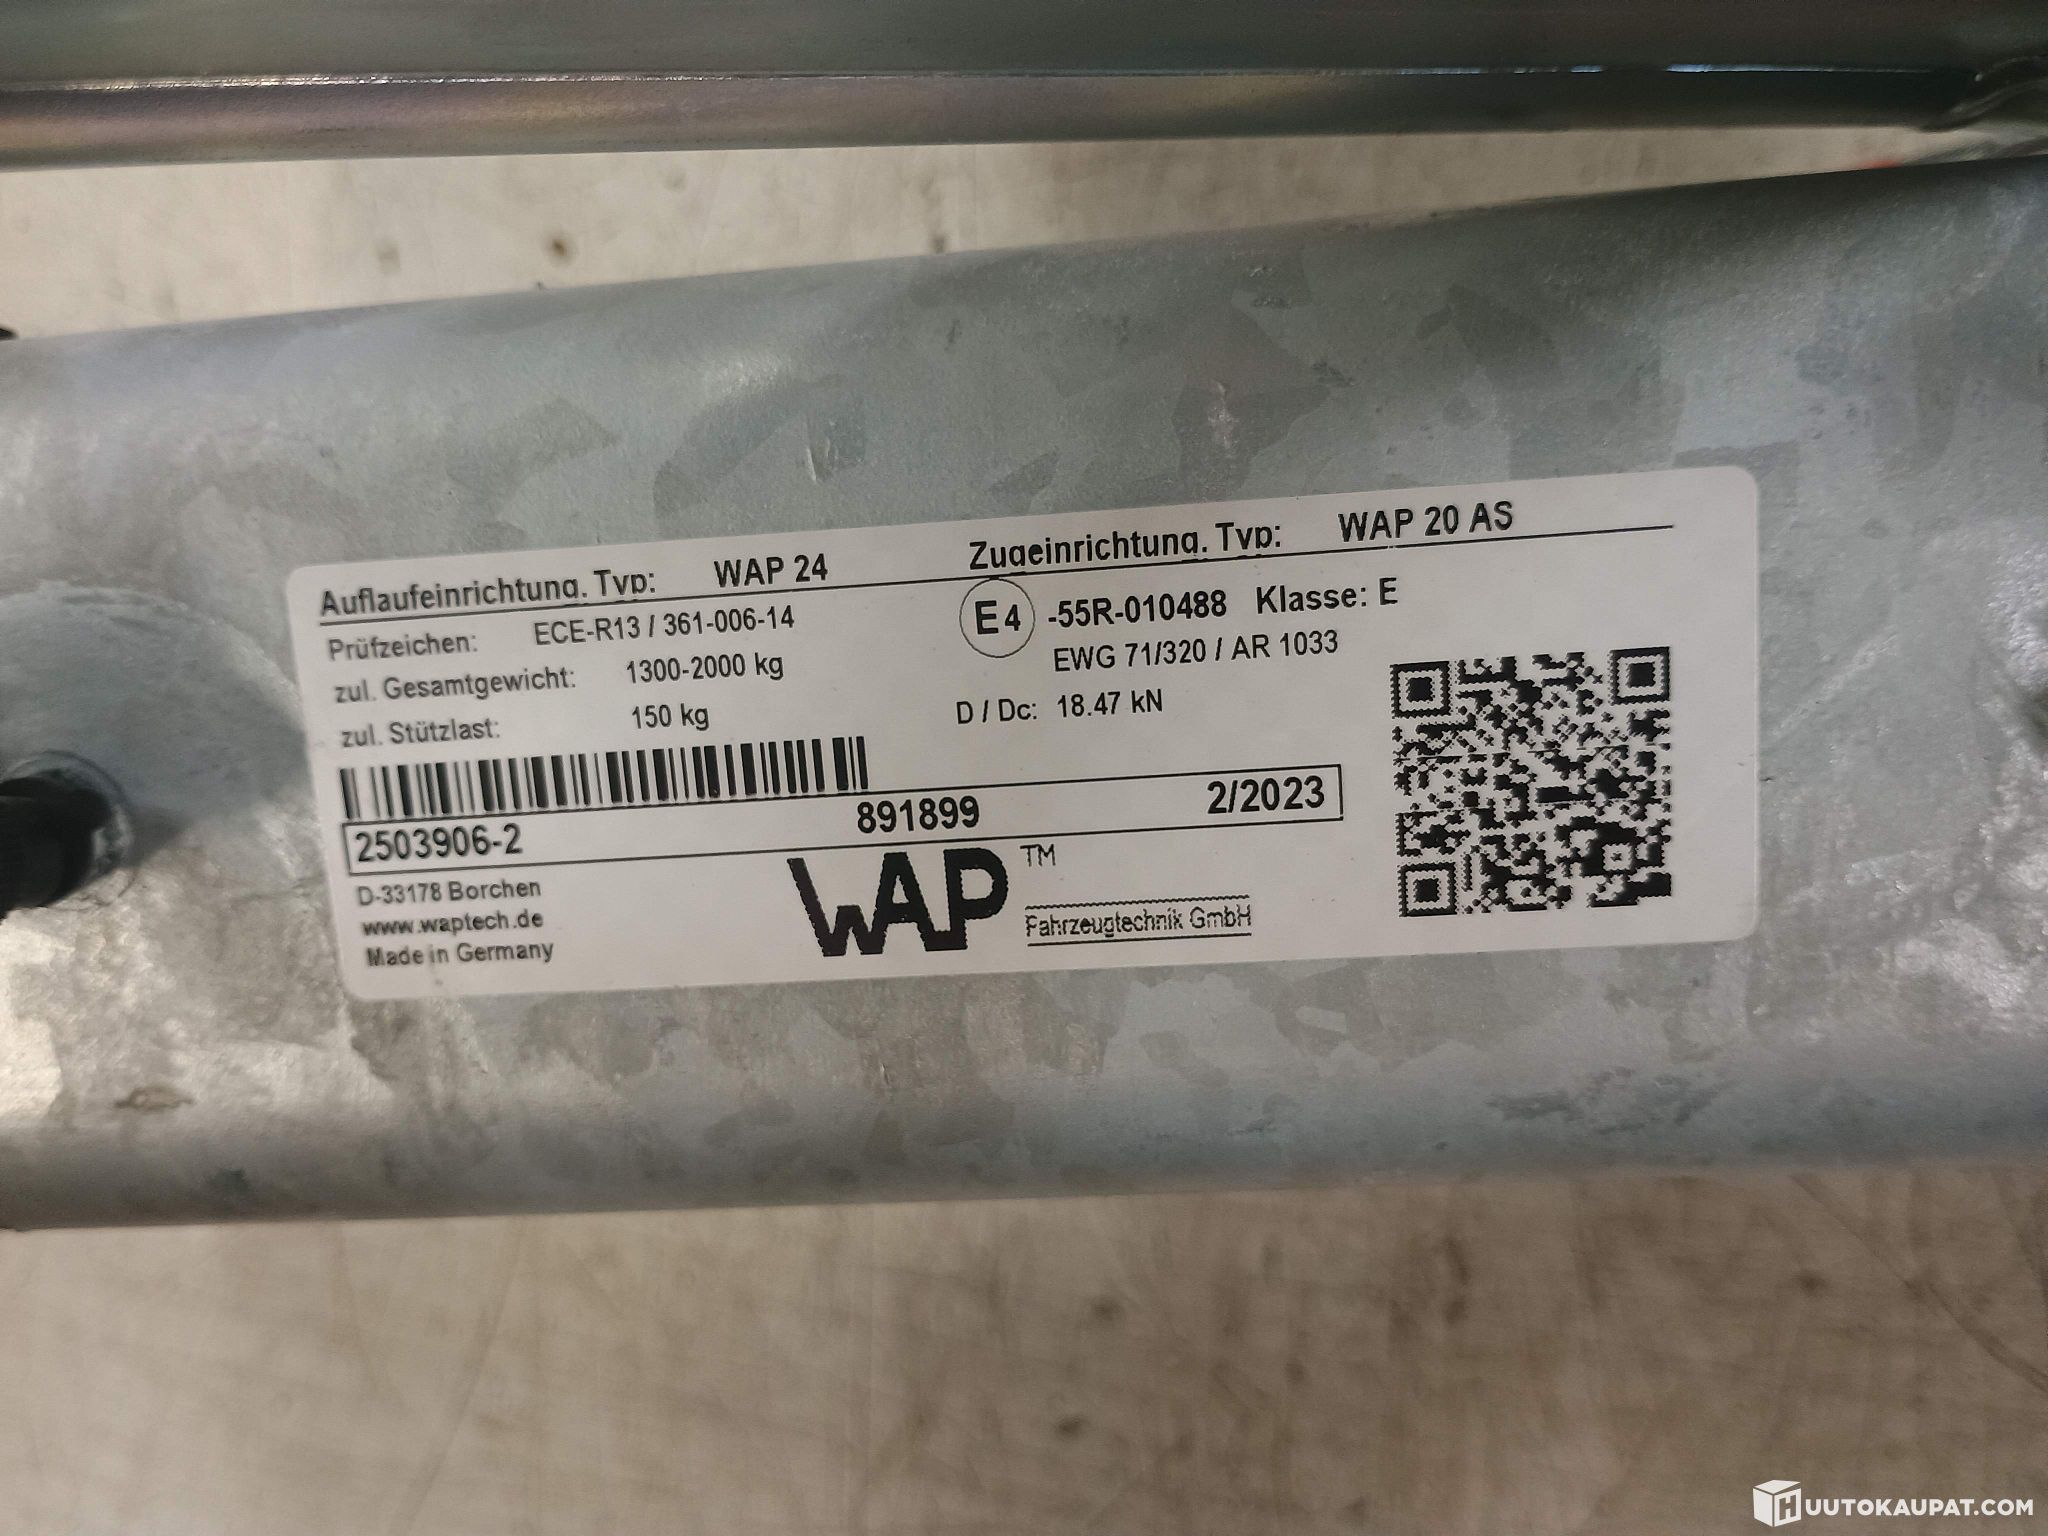 Auflaufeinrichtung, Typ: WAP 24 Zugeinrichtung, Typ: WAP 20 AS
Prüfzeichen: ECE-R13 / 361-006-14 E4 -55R-010488 Klasse: E
zul. Gesamtgewicht: 1300-2000 kg EWG 71/320 / AR 1033
zul. Stützlast: 150 kg D / Dc: 18.47 kN
2503906-2 891899 2/2023
D-33178 Borchen
www.waptech.de
Made in Germany
WAP™
Fahrzeugtechnik GmbH
HUUTOKAUPAT.COM